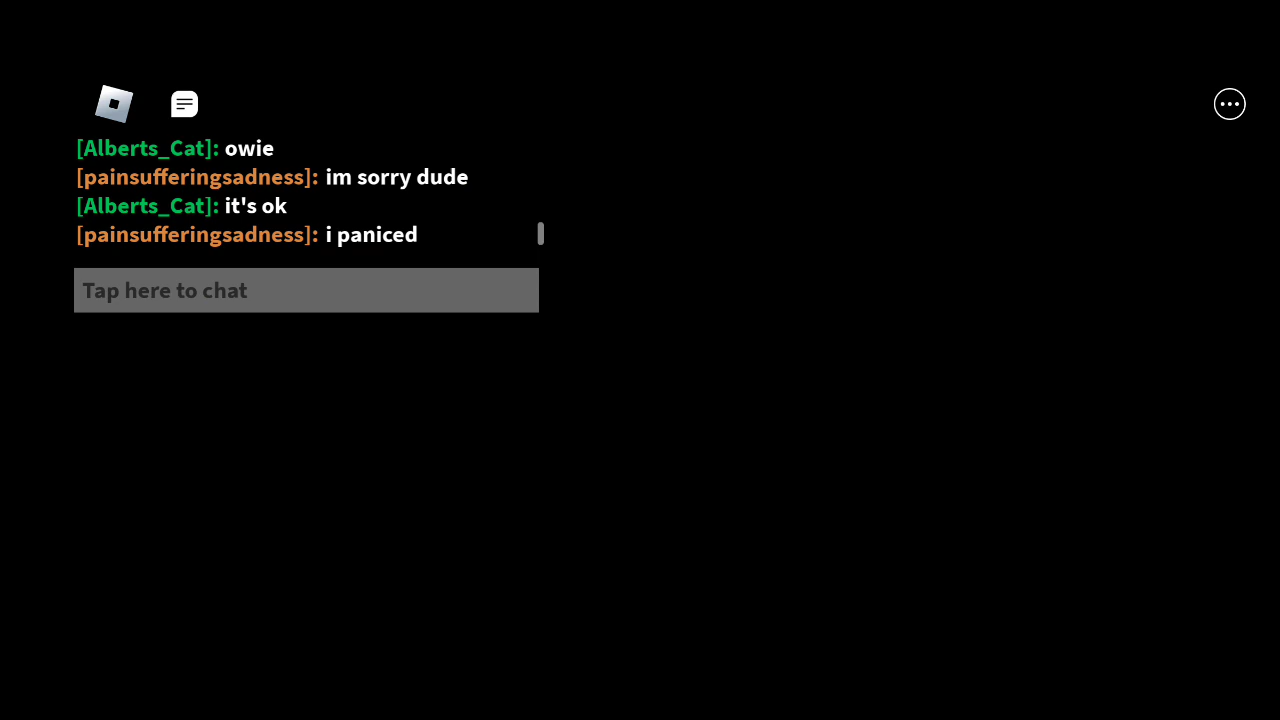 [Alberts_Cat]: owie
[painsufferingsadness]: im sorry dude
[Alberts_Cat]: it's ok
[painsufferingsadness]: i paniced
Tap here to chat